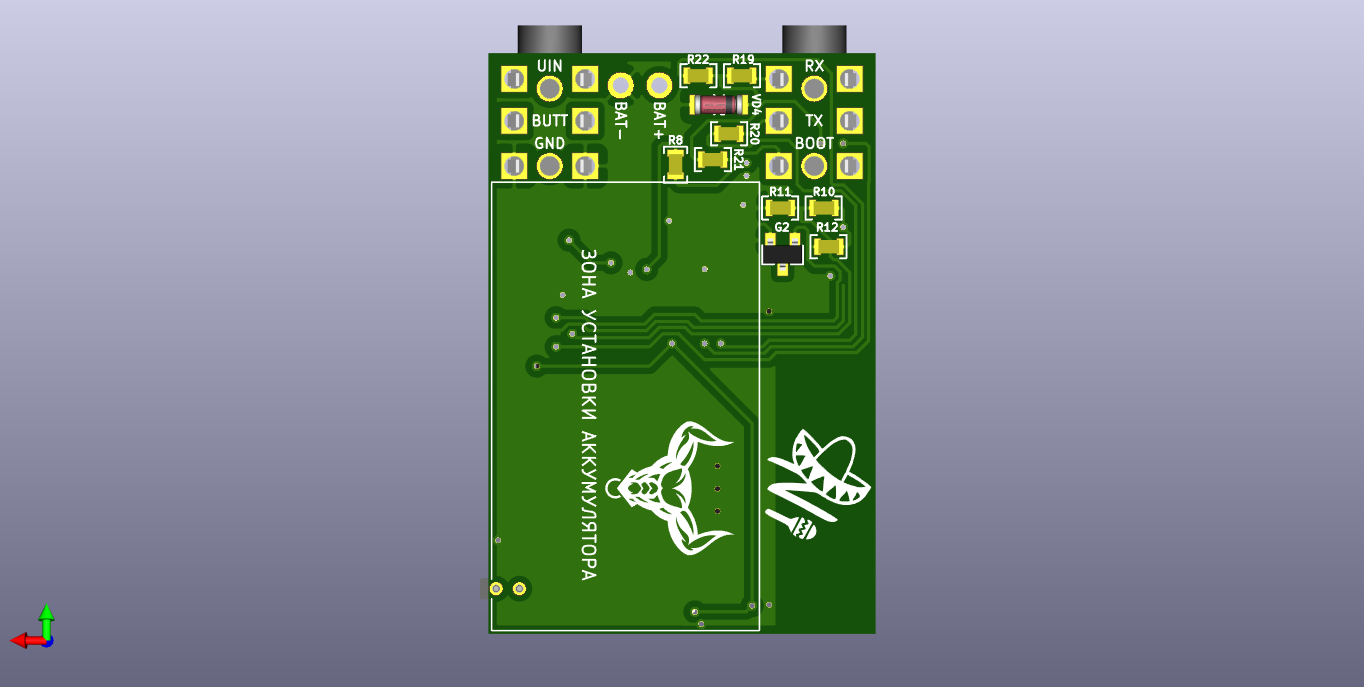 UIN
R22
R19
RX
BUTT
BAT-
BAT+
VD4
TX
GND
R20
BOOT
R8
R21
R11
R10
G2
R12
ЗОНА УСТАНОВКИ АККУМУЛЯТОРА